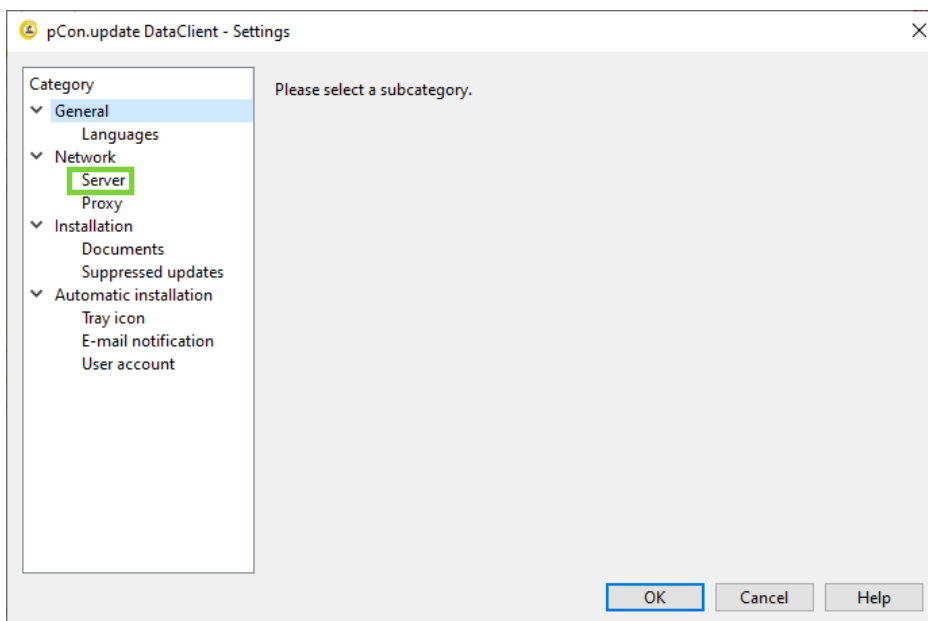 pCon.update DataClient - Settings
Category
General
Languages
Network
Server
Proxy
Installation
Documents
Suppressed updates
Automatic installation
Tray icon
E-mail notification
User account
Please select a subcategory.
OK
Cancel
Help